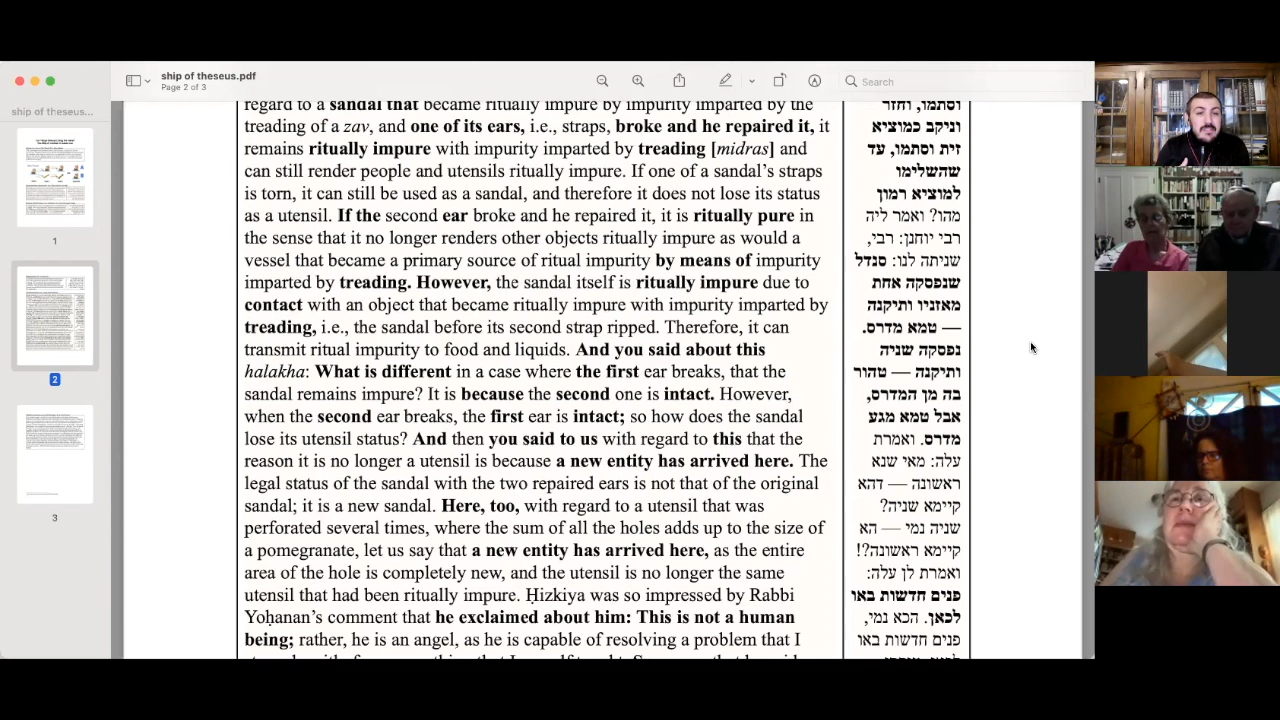 ship of theseus.pdf
Page 2 of 3
Search
ship of theseus....
1
2
3
regard to a sandal that became ritually impure by impurity imparted by the
treading of a zav, and one of its ears, i.e., straps, broke and he repaired it, it
remains ritually impure with impurity imparted by treading [midras] and
can still render people and utensils ritually impure. If one of a sandal’s straps
is torn, it can still be used as a sandal, and therefore it does not lose its status
as a utensil. If the second ear broke and he repaired it, it is ritually pure in
the sense that it no longer renders other objects ritually impure as would a
vessel that became a primary source of ritual impurity by means of impurity
imparted by treading. However, the sandal itself is ritually impure due to
contact with an object that became ritually impure with impurity imparted by
treading, i.e., the sandal before its second strap ripped. Therefore, it can
transmit ritual impurity to food and liquids. And you said about this
halakha: What is different in a case where the first ear breaks, that the
sandal remains impure? It is because the second one is intact. However,
when the second ear breaks, the first ear is intact; so how does the sandal
lose its utensil status? And then you said to us with regard to this that the
reason it is no longer a utensil is because a new entity has arrived here. The
legal status of the sandal with the two repaired ears is not that of the original
sandal; it is a new sandal. Here, too, with regard to a utensil that was
perforated several times, where the sum of all the holes adds up to the size of
a pomegranate, let us say that a new entity has arrived here, as the entire
area of the hole is completely new, and the utensil is no longer the same
utensil that had been ritually impure. Ḥizkiya was so impressed by Rabbi
Yoḥanan’s comment that he exclaimed about him: This is not a human
being; rather, he is an angel, as he is capable of resolving a problem that I
וסתמו, וחזר
וניקב כמוציא
זית וסתמו, עד
שהשלימו
למוציא רמון
מהו? ואמר ליה
רבי יוחנן: רבי,
שניתה לנו: סנדל
שנפסקה אחת
מאזניו ותיקנה
— טמא מדרס.
נפסקה שניה
ותיקנה — טהור
בה מן המדרס,
אבל טמא מגע
מדרס. ואמרת
עלה: מאי שנא
ראשונה — דהא
קיימא שניה?
שניה נמי — הא
קיימא ראשונה?!
ואמרת לן עלה:
פנים חדשות באו
לכאן. הכא נמי,
פנים חדשות באו